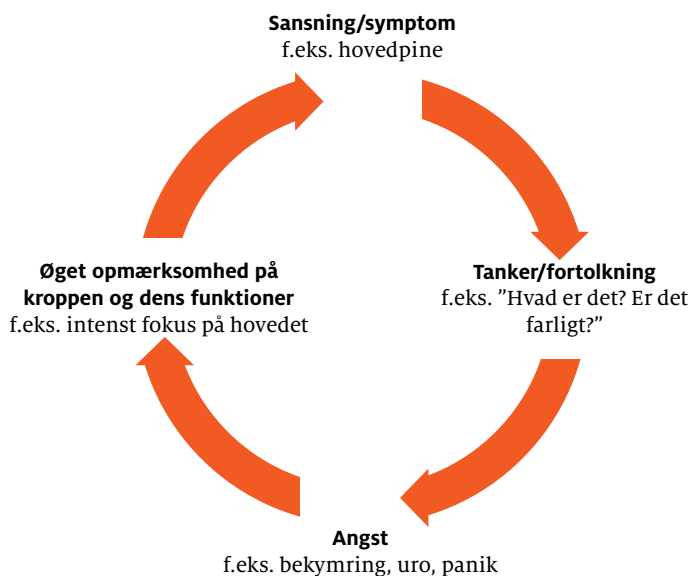 Sansning/symptom
f.eks. hovedpine
Tanker/fortolkning
f.eks. ”Hvad er det? Er det
farligt?”
Angst
f.eks. bekymring, uro, panik
Øget opmærksomhed på
kroppen og dens funktioner
f.eks. intenst fokus på hovedet